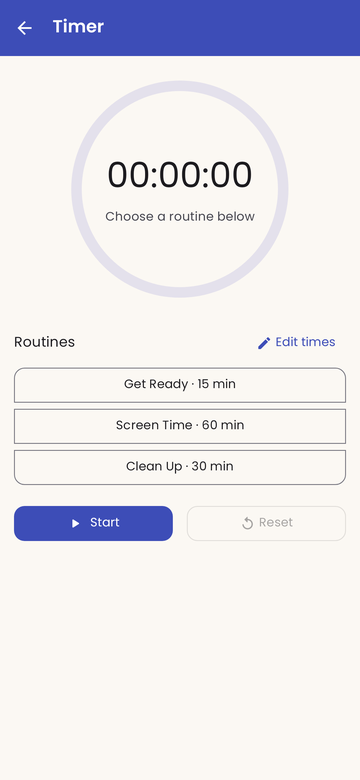 Timer
00:00:00
Choose a routine below
Routines
Edit times
Get Ready · 15 min
Screen Time · 60 min
Clean Up · 30 min
Start
Reset